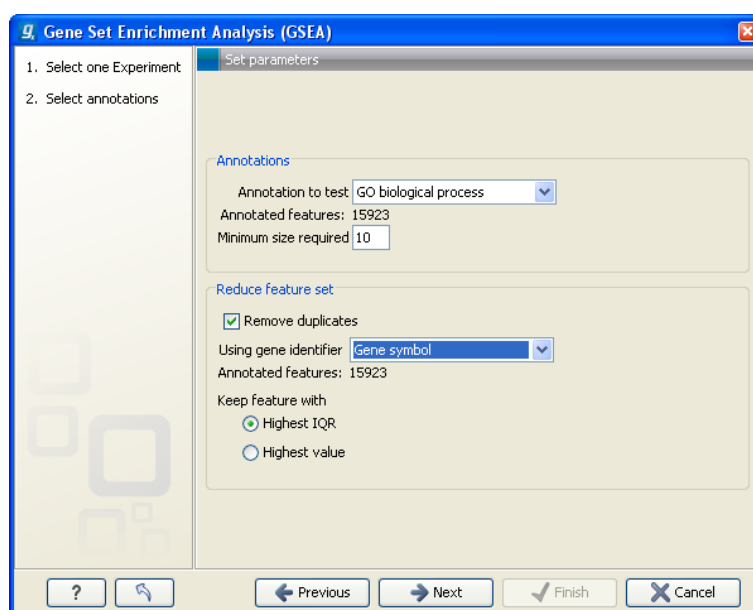 Gene Set Enrichment Analysis (GSEA)
1. Select one Experiment
2. Select annotations
Set parameters
Annotations
Annotation to test GO biological process
Annotated features: 15923
Minimum size required 10
Reduce feature set
Remove duplicates
Using gene identifier Gene symbol
Annotated features: 15923
Keep feature with
Highest IQR
Highest value
? Previous Next Finish Cancel